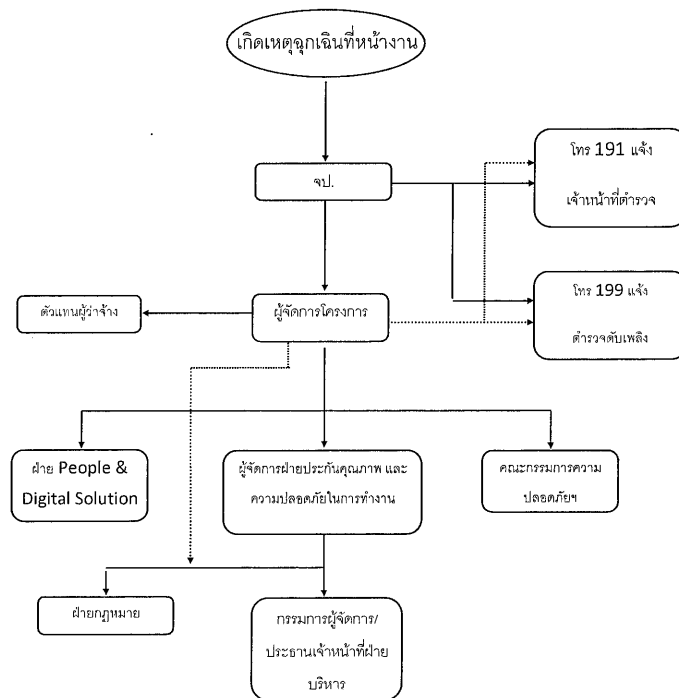 เกิดเหตุฉุกเฉินที่หน้างาน
โทร 191 แจ้ง
เจ้าหน้าที่ตำรวจ
จป.
โทร 199 แจ้ง
ตำรวจดับเพลิง
ตัวแทนผู้ว่าจ้าง
ผู้จัดการโครงการ
ฝ่าย People &
Digital Solution
ผู้จัดการฝ่ายประกันคุณภาพ และ
ความปลอดภัยในการทำงาน
คณะกรรมการความ
ปลอดภัยฯ
ฝ่ายกฎหมาย
กรรมการผู้จัดการ/
ประธานเจ้าหน้าที่ฝ่าย
บริหาร